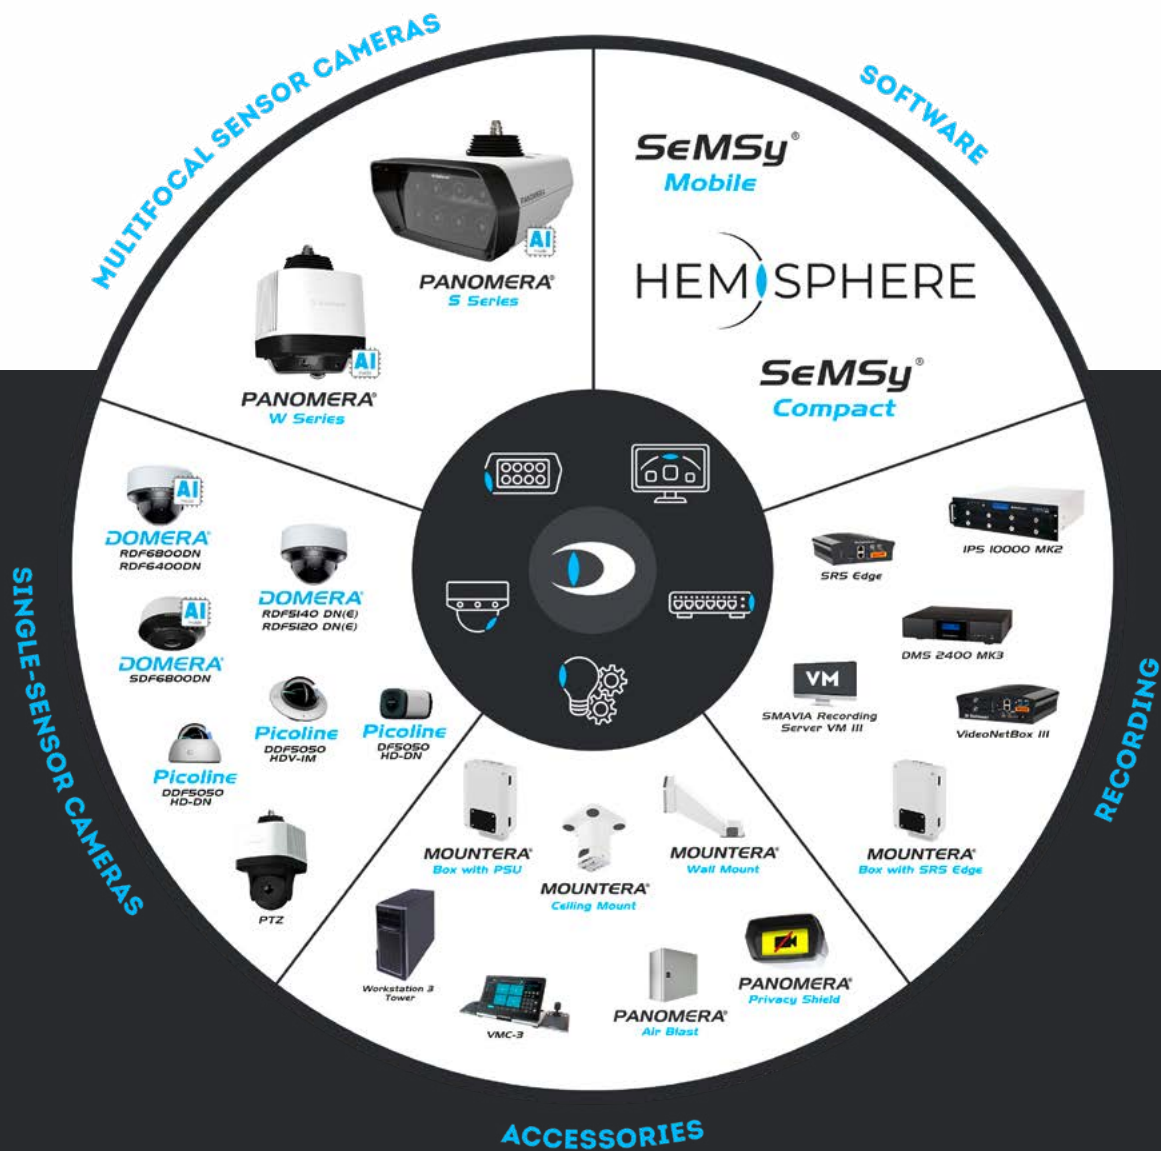 MULTIFOCAL SENSOR CAMERAS
PANOMERA®
S Series
AI
PANOMERA®
W Series
AI
SOFTWARE
SeMSy®
Mobile
HEMISPHERE
SeMSy®
Compact
SINGLE-SENSOR CAMERAS
AI
DOMERA®
RDF6800DN
RDF6400DN
DOMERA®
RDF5140 DN(E)
RDF5120 DN(E)
AI
DOMERA®
SDF6800DN
Picoline
DDF5050
HDV-IM
Picoline
DF5050
HD-DN
Picoline
DDF5050
HD-DN
PTZ
RECORDING
IPS 10000 MK2
SRS Edge
DMS 2400 MK3
VM
SMAVIA Recording
Server VM III
VideoNetBox III
MOUNTERA®
Box with SRS Edge
ACCESSORIES
MOUNTERA®
Box with PSU
MOUNTERA®
Ceiling Mount
MOUNTERA®
Wall Mount
Workstation 3
Tower
VMC-3
PANOMERA®
Air Blast
PANOMERA®
Privacy Shield